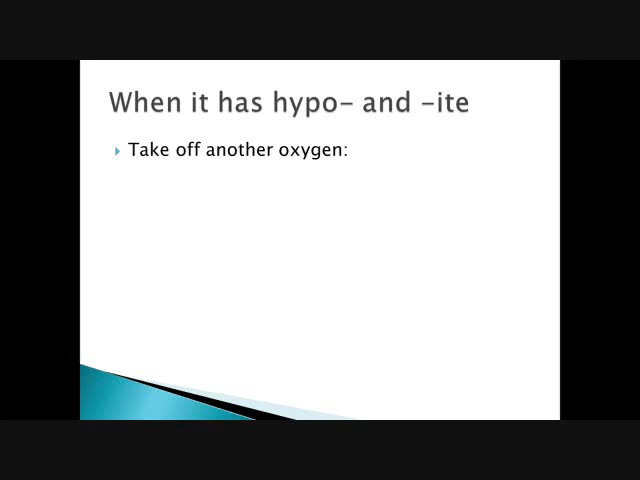 When it has hypo- and -ite
Take off another oxygen: